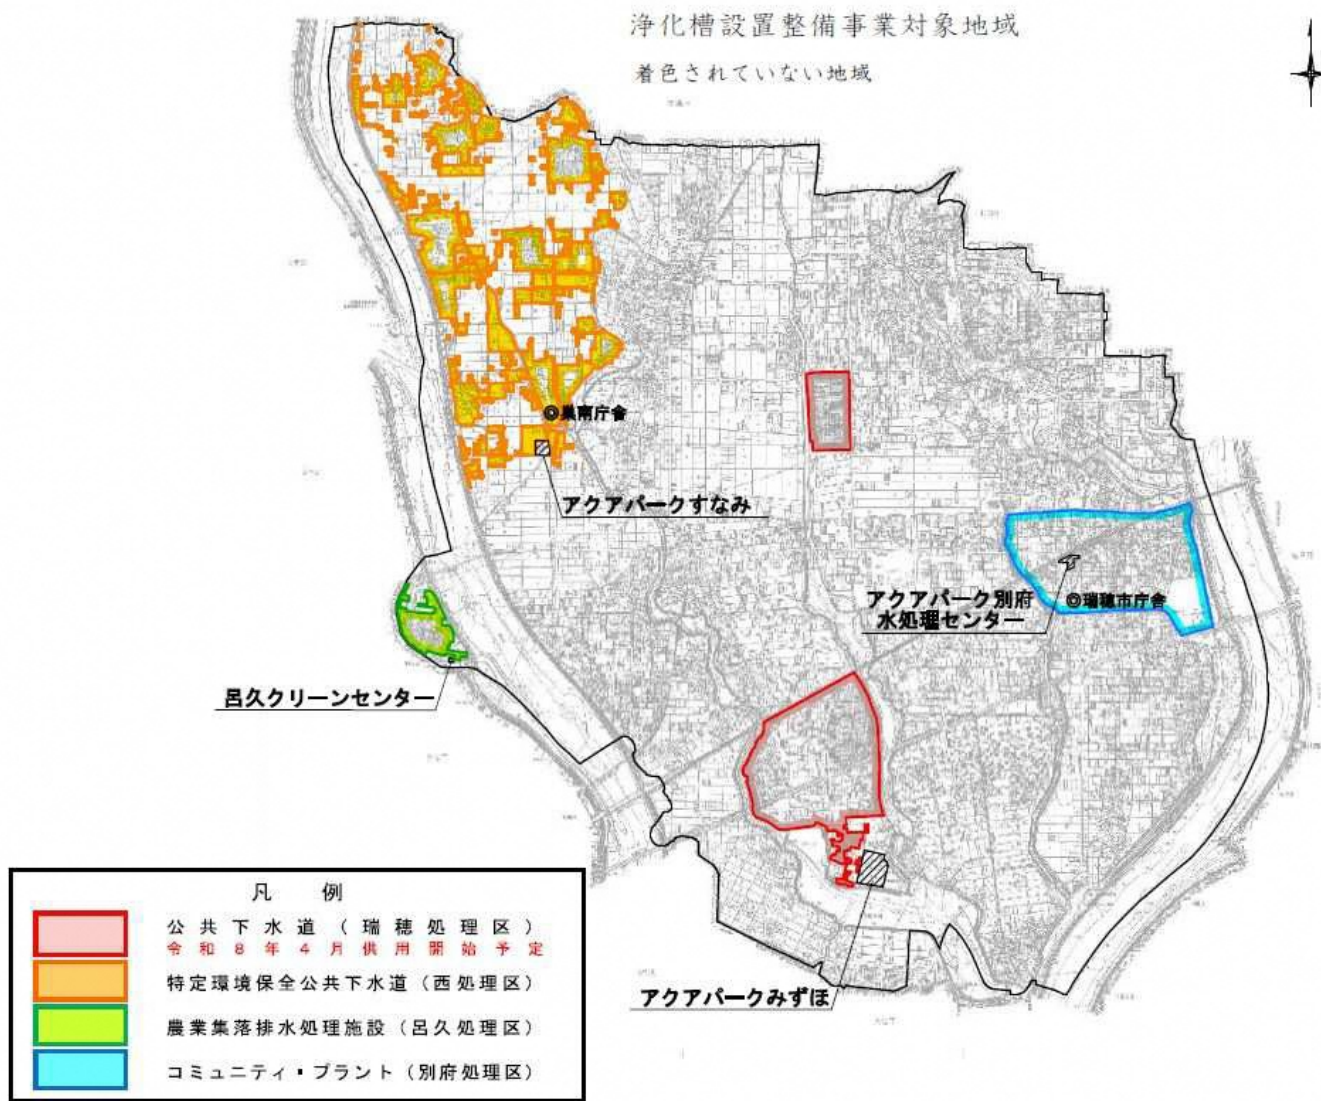 浄化槽設置整備事業対象地域
着色されていない地域
◎巣南庁舎
アクアパークすなみ
アクアパーク別府
水処理センター
◎瑞穂市庁舎
呂久クリーンセンター
アクアパークみずほ
凡例
公共下水道（瑞穂処理区）
令和8年4月供用開始予定
特定環境保全公共下水道（西処理区）
農業集落排水処理施設（呂久処理区）
コミュニティ・プラント（別府処理区）